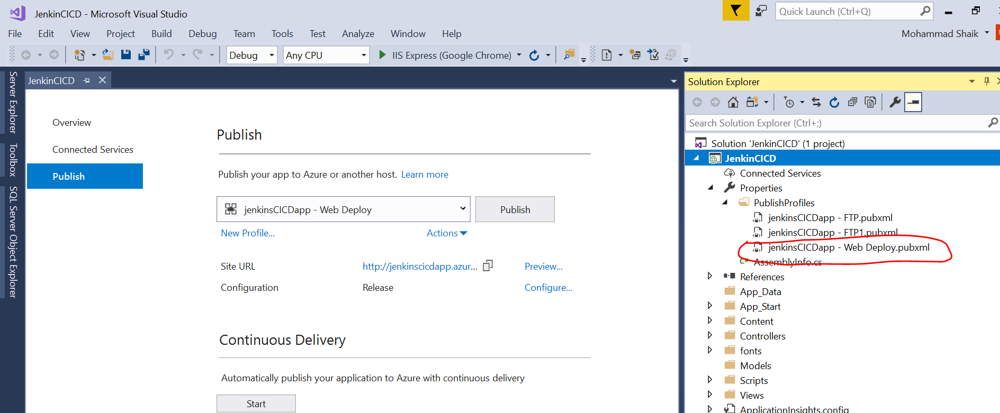 JenkinCICD - Microsoft Visual Studio
Quick Launch (Ctrl+Q)
File Edit View Project Build Debug Team Tools Test Analyze Window Help
Mohammad Shaik
Debug Any CPU IIS Express (Google Chrome)
Server Explorer
Toolbox
SQL Server Object Explorer
JenkinCICD
Overview
Connected Services
Publish
Publish
Publish your app to Azure or another host. Learn more
jenkinsCICDapp - Web Deploy
Publish
New Profile...
Actions
Site URL http://jenkinscicdapp.azur... Preview...
Configuration Release Configure...
Continuous Delivery
Automatically publish your application to Azure with continuous delivery
Start
Solution Explorer
Search Solution Explorer (Ctrl+;)
Solution 'JenkinCICD' (1 project)
JenkinCICD
Connected Services
Properties
PublishProfiles
jenkinsCICDapp - FTP.pubxml
jenkinsCICDapp - FTP1.pubxml
jenkinsCICDapp - Web Deploy.pubxml
C# AssemblyInfo.cs
References
App_Data
App_Start
Content
Controllers
fonts
Models
Scripts
Views
ApplicationInsights.config